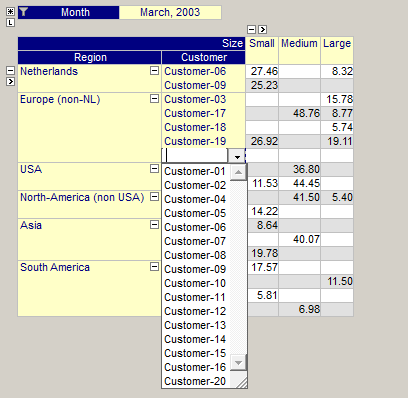 Month March, 2003
Size Small Medium Large
Region Customer
Netherlands Customer-06 27.46 8.32
Customer-09 25.23
Europe (non-NL) Customer-03 15.78
Customer-17 48.76 8.77
Customer-18 5.74
Customer-19 26.92 19.11
USA Customer-01 36.80
Customer-02 11.53 44.45
North-America (non USA) Customer-04 41.50 5.40
Customer-05 14.22
Asia Customer-06 8.64
Customer-07 40.07
Customer-08 19.78
South America Customer-09 17.57
Customer-10 11.50
Customer-11 5.81
Customer-12 6.98
Customer-13
Customer-14
Customer-15
Customer-16
Customer-20